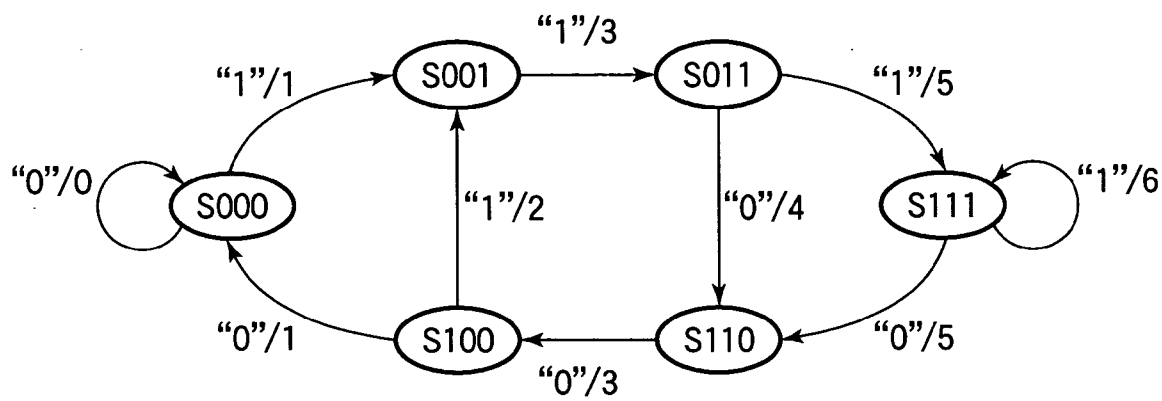 “1”/3
S001
S011
“1”/1
“1”/5
“0”/0
S000
“1”/2
“0”/4
S111
“1”/6
“0”/1
S100
S110
“0”/5
“0”/3